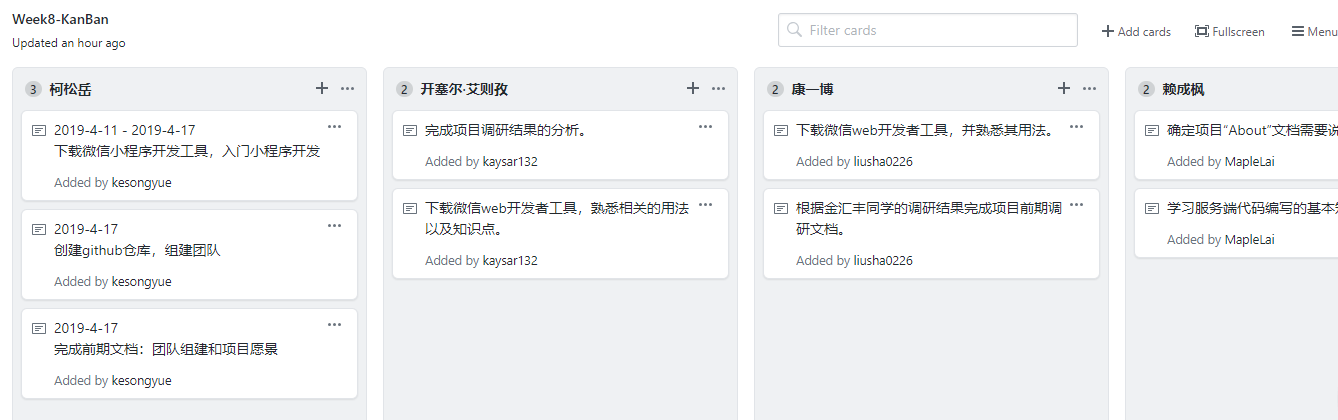 Week8-KanBan
Updated an hour ago
Filter cards
Add cards
Fullscreen
Menu
3 柯松岳
2019-4-11 - 2019-4-17
下载微信小程序开发工具，入门小程序开发
Added by kesongyue
2019-4-17
创建github仓库，组建团队
Added by kesongyue
2019-4-17
完成前期文档：团队组建和项目愿景
Added by kesongyue
2 开塞尔·艾则孜
完成项目调研结果的分析。
Added by kaysar132
下载微信web开发者工具，熟悉相关的用法
以及知识点。
Added by kaysar132
2 康一博
下载微信web开发者工具，并熟悉其用法。
Added by liusha0226
根据金汇丰同学的调研结果完成项目前期调
研文档。
Added by liusha0226
2 赖成枫
确定项目“About”文档需要说
Added by MapleLai
学习服务端代码编写的基本
Added by MapleLai